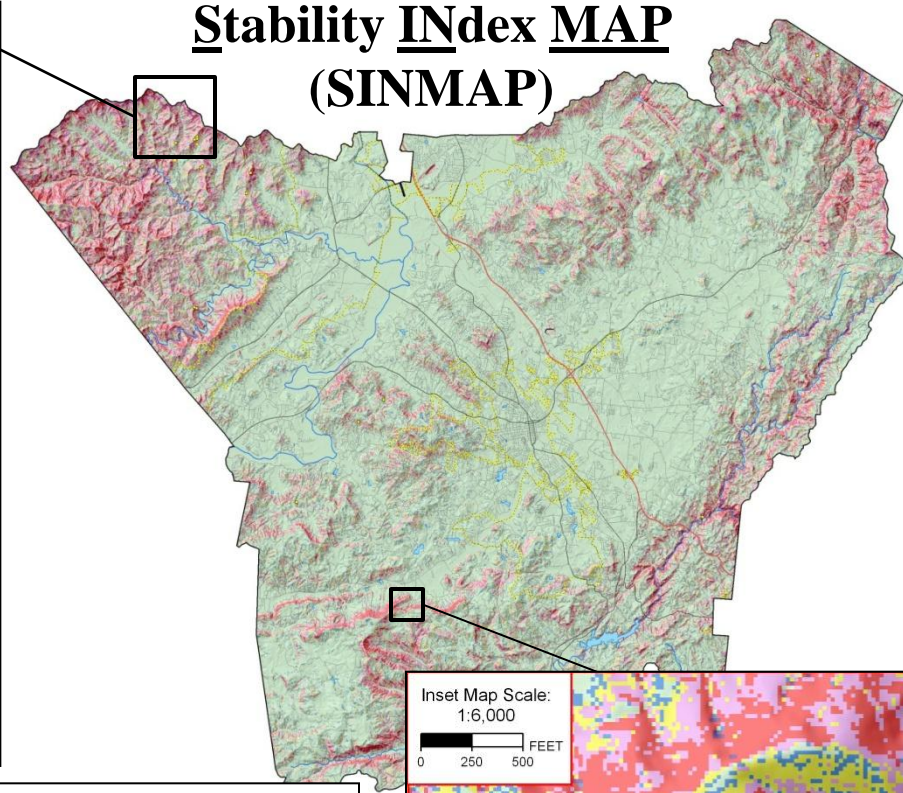 Stability INdex MAP
(SINMAP)
Inset Map Scale:
1:6,000
FEET
0 250 500